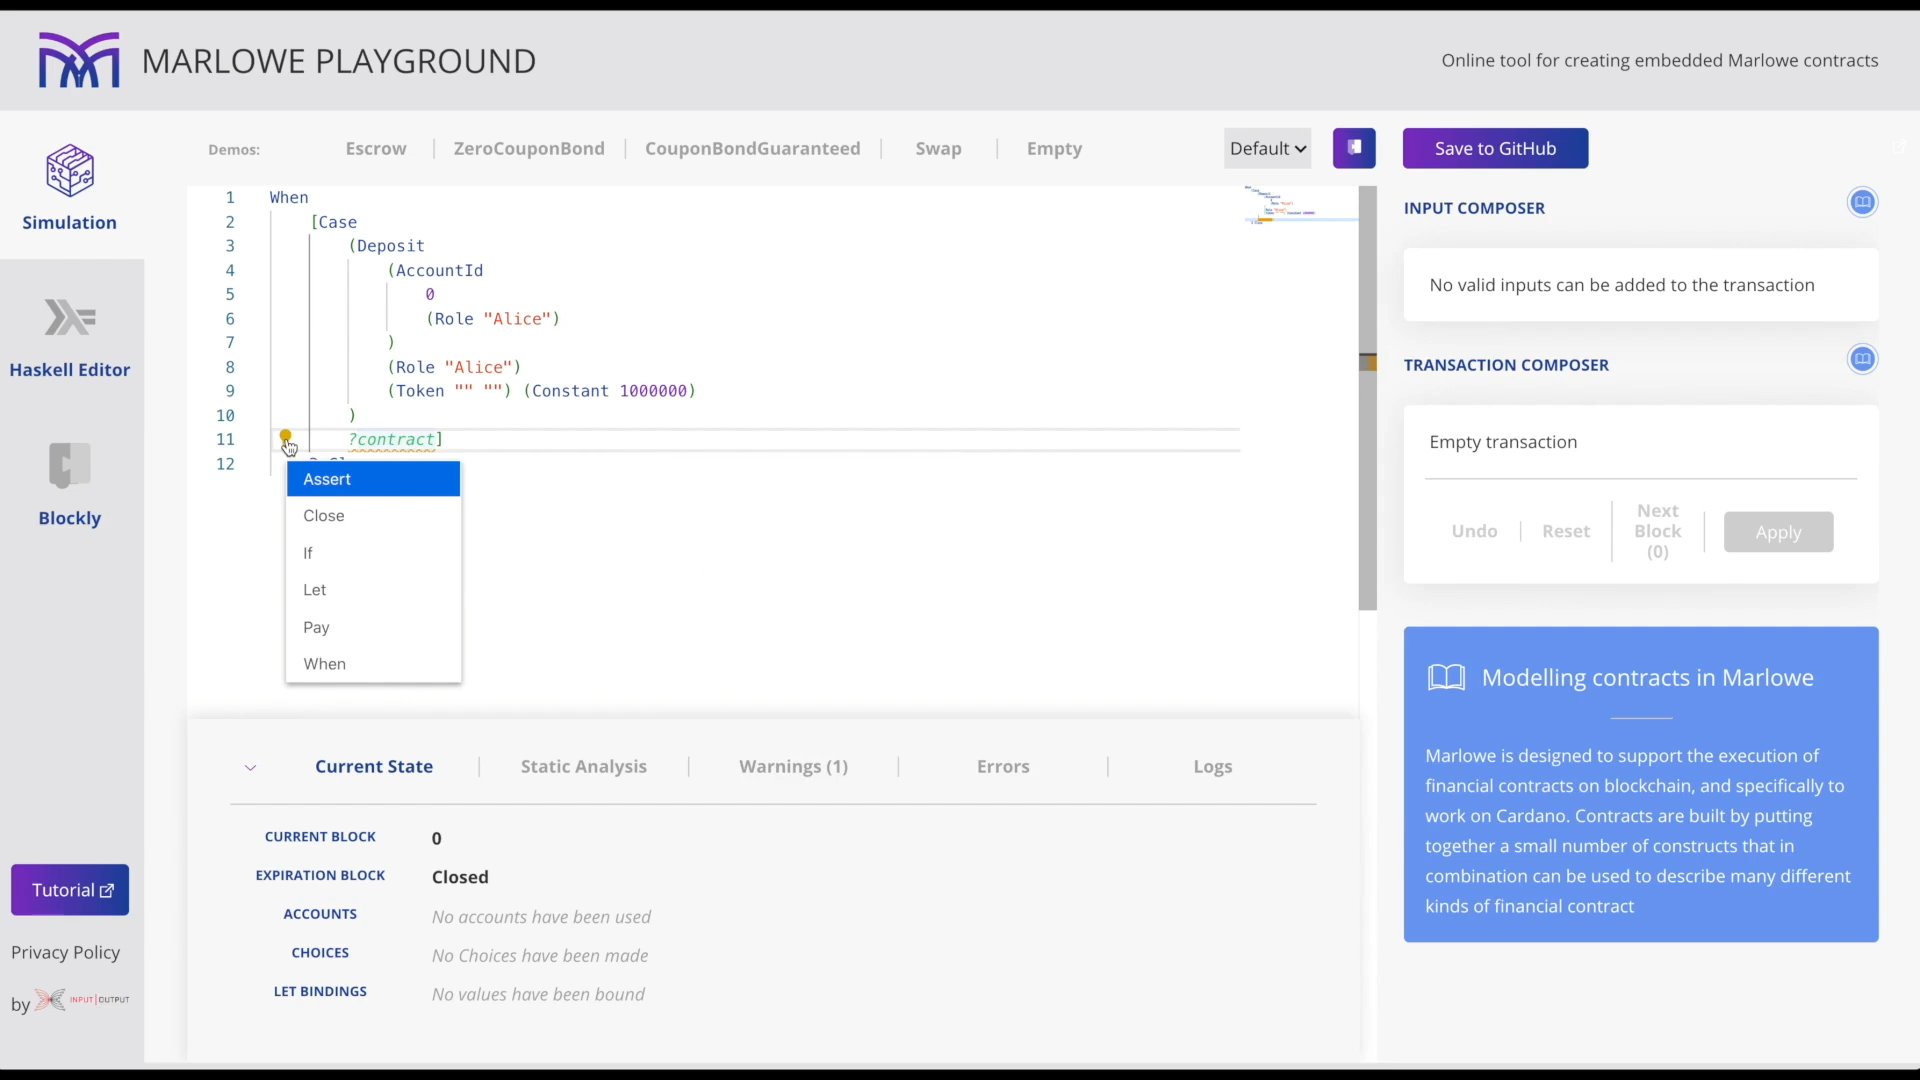 MARLOWE PLAYGROUND
Online tool for creating embedded Marlowe contracts
Simulation
Haskell Editor
Blockly
Tutorial
Privacy Policy
by INPUT|OUTPUT
Demos: Escrow ZeroCouponBond CouponBondGuaranteed Swap Empty
Default
Save to GitHub
1 When
2 [Case
3 (Deposit
4 (AccountId
5 0
6 (Role "Alice")
7 )
8 (Role "Alice")
9 (Token "" "") (Constant 1000000)
10 )
11 ?contract]
12
Assert
Close
If
Let
Pay
When
Current State Static Analysis Warnings (1) Errors Logs
CURRENT BLOCK 0
EXPIRATION BLOCK Closed
ACCOUNTS No accounts have been used
CHOICES No Choices have been made
LET BINDINGS No values have been bound
INPUT COMPOSER
No valid inputs can be added to the transaction
TRANSACTION COMPOSER
Empty transaction
Undo Reset Next Block (0) Apply
Modelling contracts in Marlowe
Marlowe is designed to support the execution of
financial contracts on blockchain, and specifically to
work on Cardano. Contracts are built by putting
together a small number of constructs that in
combination can be used to describe many different
kinds of financial contract